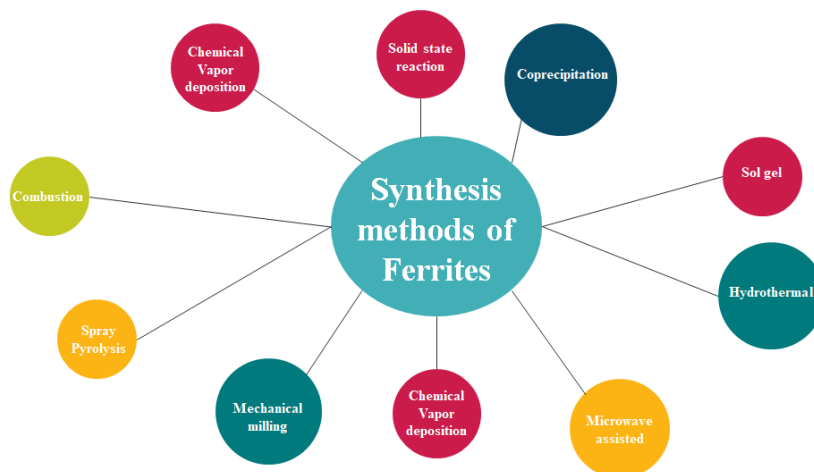 Chemical
Vapor
deposition
Solid state
reaction
Coprecipitation
Combustion
Synthesis
methods of
Ferrites
Sol gel
Hydrothermal
Spray
Pyrolysis
Mechanical
milling
Chemical
Vapor
deposition
Microwave
assisted